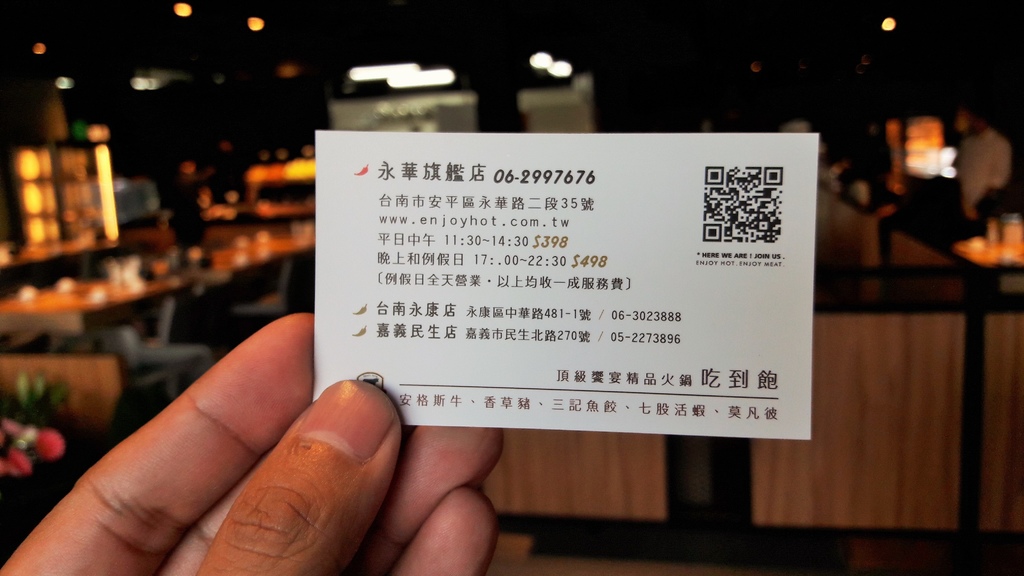 永華旗艦店 06-2997676
台南市安平區永華路二段35號
www.enjoyhot.com.tw
平日中午 11:30~14:30 $398
晚上和例假日 17:.00~22:30 $498
〔例假日全天營業・以上均收一成服務費〕
台南永康店 永康區中華路481-1號 / 06-3023888
嘉義民生店 嘉義市民生北路270號 / 05-2273896
* HERE WE ARE ! JOIN US .
ENJOY HOT. ENJOY MEAT.
頂級饗宴精品火鍋 吃到飽
安格斯牛、香草豬、三記魚餃、七股活蝦、莫凡彼